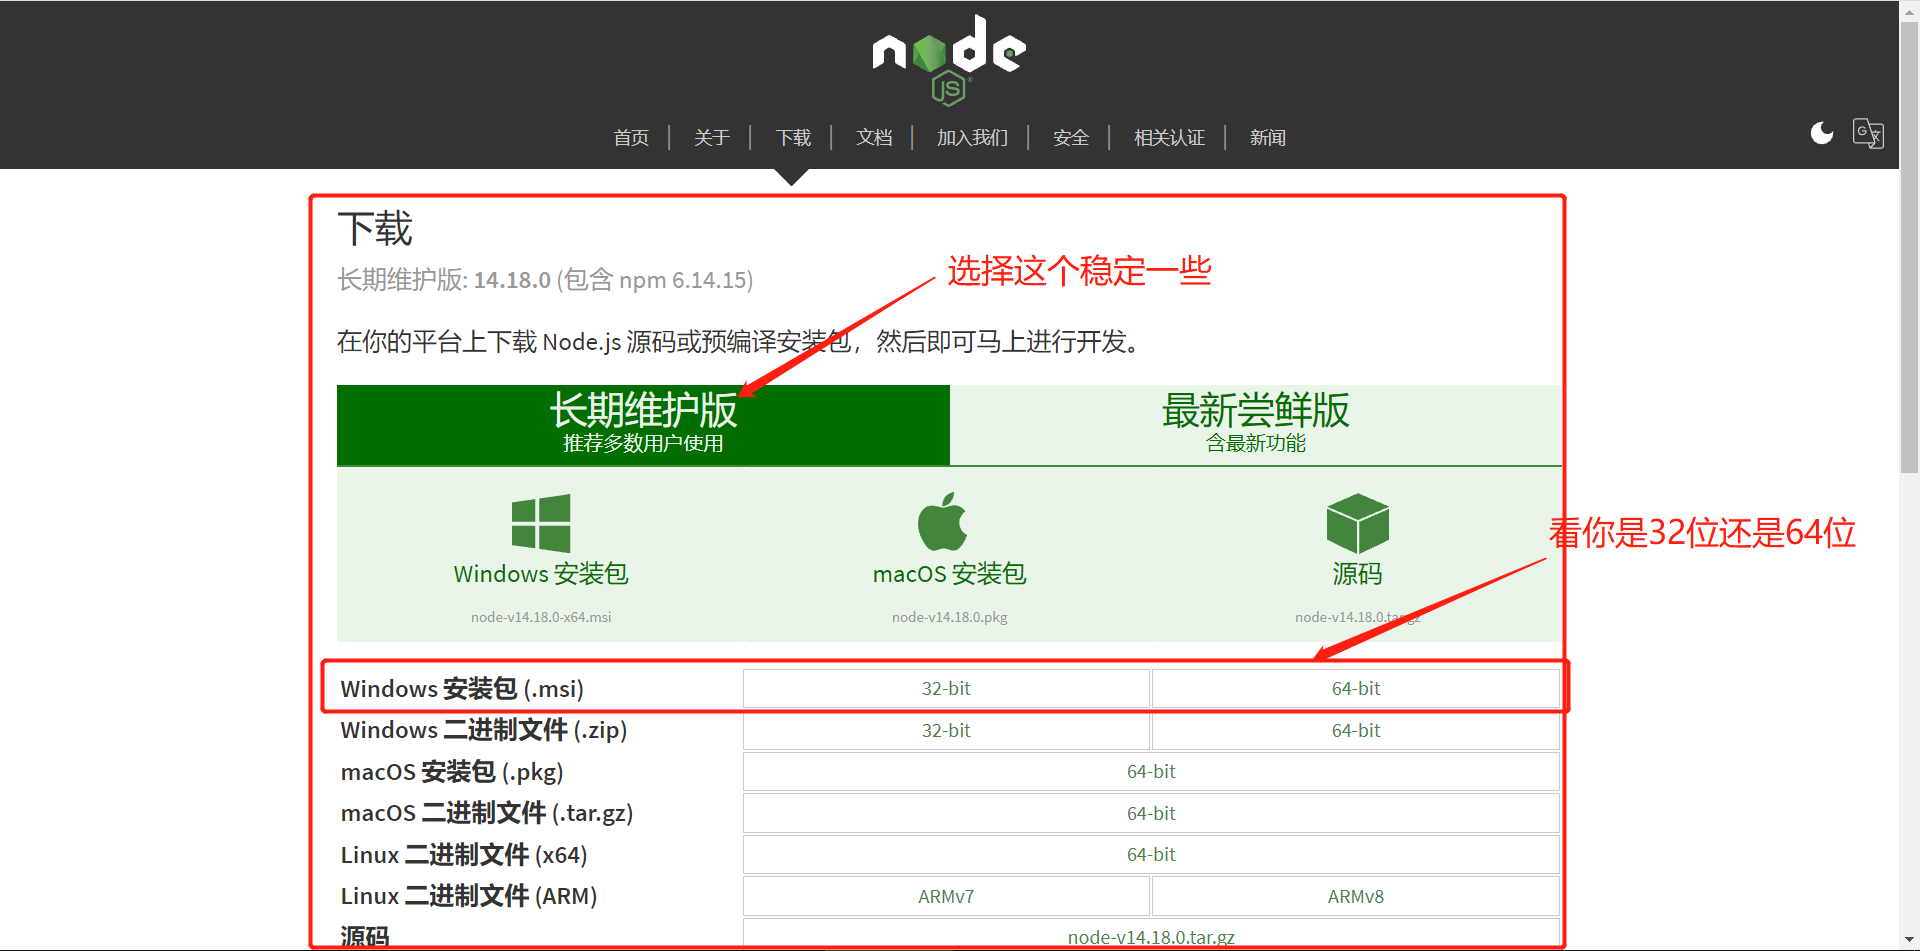 node
JS
首页 | 关于 | 下载 | 文档 | 加入我们 | 安全 | 相关认证 | 新闻
下载
长期维护版: 14.18.0 (包含 npm 6.14.15)
选择这个稳定一些
在你的平台上下载 Node.js 源码或预编译安装包，然后即可马上进行开发。
长期维护版
推荐多数用户使用
最新尝鲜版
含最新功能
看你是32位还是64位
Windows 安装包
node-v14.18.0-x64.msi
macOS 安装包
node-v14.18.0.pkg
源码
node-v14.18.0.tar.gz
Windows 安装包 (.msi) 32-bit 64-bit
Windows 二进制文件 (.zip) 32-bit 64-bit
macOS 安装包 (.pkg) 64-bit
macOS 二进制文件 (.tar.gz) 64-bit
Linux 二进制文件 (x64) 64-bit
Linux 二进制文件 (ARM) ARMv7 ARMv8
源码 node-v14.18.0.tar.gz